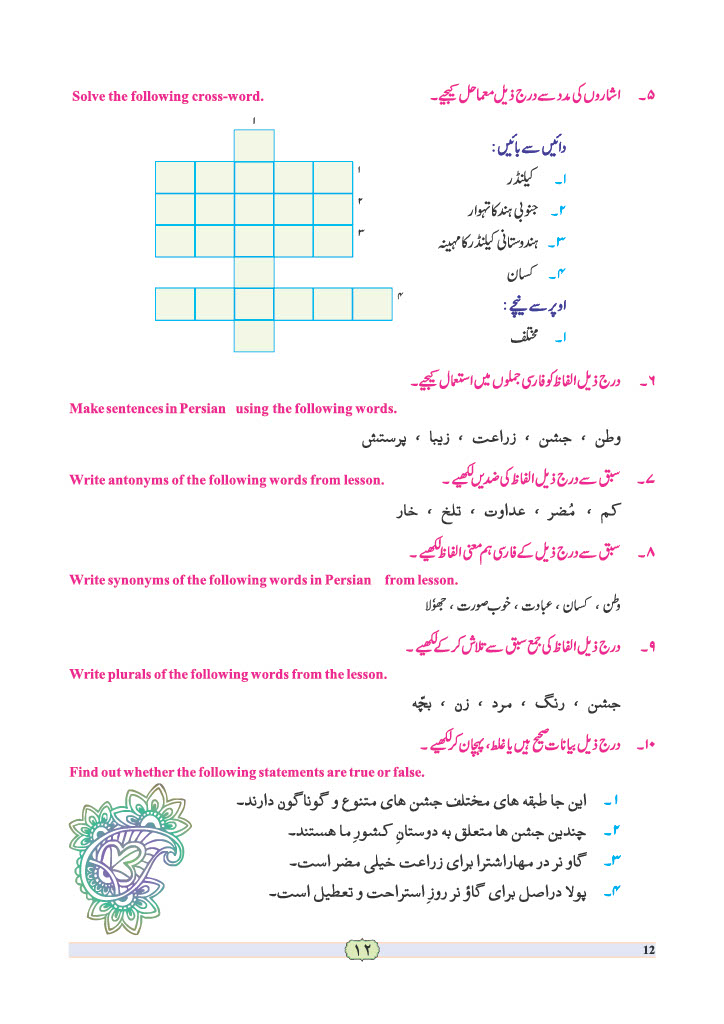 ۵۔ اشاروں کی مدد سے درج ذیل معما حل کیجیے۔ Solve the following cross-word.
۱
۱
۲
۳
۴
دائیں سے بائیں :
۱۔ کیلنڈر
۲۔ جنوبی ہند کا تہوار
۳۔ ہندوستانی کیلنڈر کا مہینہ
۴۔ کسان
اوپر سے نیچے :
۱۔ مختلف
۶۔ درج ذیل الفاظ کو فارسی جملوں میں استعمال کیجیے۔
Make sentences in Persian using the following words.
وطن ، جشن ، زراعت ، زیبا ، پرستش
۷۔ سبق سے درج ذیل الفاظ کی ضدیں لکھیے ۔ Write antonyms of the following words from lesson.
کم ، مُضر ، عداوت ، تلخ ، خار
۸۔ سبق سے درج ذیل کے فارسی ہم معنی الفاظ لکھیے ۔
Write synonyms of the following words in Persian from lesson.
وطن ، کسان ، عبادت ، خوب صورت ، جھوٗلا
۹۔ درج ذیل الفاظ کی جمع سبق سے تلاش کر کے لکھیے ۔
Write plurals of the following words from the lesson.
جشن ، رنگ ، مرد ، زن ، بچّه
۱۰۔ درج ذیل بیانات صحیح ہیں یا غلط، پہچان کر لکھیے ۔
Find out whether the following statements are true or false.
۱۔ این جا طبقه های مختلف جشن های متنوع و گوناگون دارند۔
۲۔ چندین جشن ها متعلق به دوستانِ کشورِ ما هستند۔
۳۔ گاو نر در مهاراشترا برای زراعت خیلی مضر است۔
۴۔ پولا دراصل برای گاؤ نر روزِ استراحت و تعطیل است۔
۱۲
12